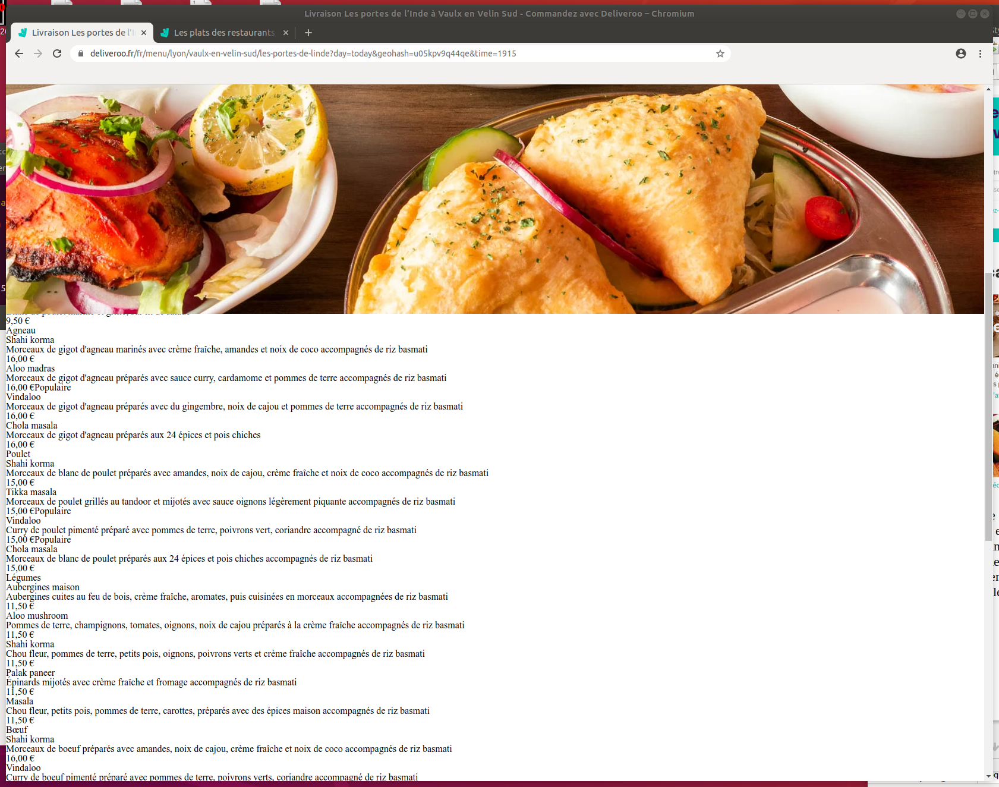 Livraison Les portes de l'Inde à Vaulx en Velin Sud - Commandez avec Deliveroo – Chromium
Livraison Les portes de l'I
Les plats des restaurants
deliveroo.fr/fr/menu/lyon/vaulx-en-velin-sud/les-portes-de-linde?day=today&geohash=u05kpv9q44qe&time=1915
9,50 €
Agneau
Shahi korma
Morceaux de gigot d'agneau marinés avec crème fraîche, amandes et noix de coco accompagnés de riz basmati
16,00 €
Aloo madras
Morceaux de gigot d'agneau préparés avec sauce curry, cardamome et pommes de terre accompagnés de riz basmati
16,00 €Populaire
Vindaloo
Morceaux de gigot d'agneau préparés avec du gingembre, noix de cajou et pommes de terre accompagnés de riz basmati
16,00 €
Chola masala
Morceaux de gigot d'agneau préparés aux 24 épices et pois chiches
16,00 €
Poulet
Shahi korma
Morceaux de blanc de poulet préparés avec amandes, noix de cajou, crème fraîche et noix de coco accompagnés de riz basmati
15,00 €
Tikka masala
Morceaux de poulet grillés au tandoor et mijotés avec sauce oignons légèrement piquante accompagnés de riz basmati
15,00 €Populaire
Vindaloo
Curry de poulet pimenté préparé avec pommes de terre, poivrons vert, coriandre accompagné de riz basmati
15,00 €Populaire
Chola masala
Morceaux de blanc de poulet préparés aux 24 épices et pois chiches accompagnés de riz basmati
15,00 €
Légumes
Aubergines maison
Aubergines cuites au feu de bois, crème fraîche, aromates, puis cuisinées en morceaux accompagnées de riz basmati
11,50 €
Aloo mushroom
Pommes de terre, champignons, tomates, oignons, noix de cajou préparés à la crème fraîche accompagnés de riz basmati
11,50 €
Shahi korma
Chou fleur, pommes de terre, petits pois, oignons, poivrons verts et crème fraîche accompagnés de riz basmati
11,50 €
Palak paneer
Épinards mijotés avec crème fraîche et fromage accompagnés de riz basmati
11,50 €
Masala
Chou fleur, petits pois, pommes de terre, carottes, préparés avec des épices maison accompagnés de riz basmati
11,50 €
Bœuf
Shahi korma
Morceaux de boeuf préparés avec amandes, noix de cajou, crème fraîche et noix de coco accompagnés de riz basmati
16,00 €
Vindaloo
Curry de boeuf pimenté préparé avec pommes de terre, poivrons verts, coriandre accompagné de riz basmati